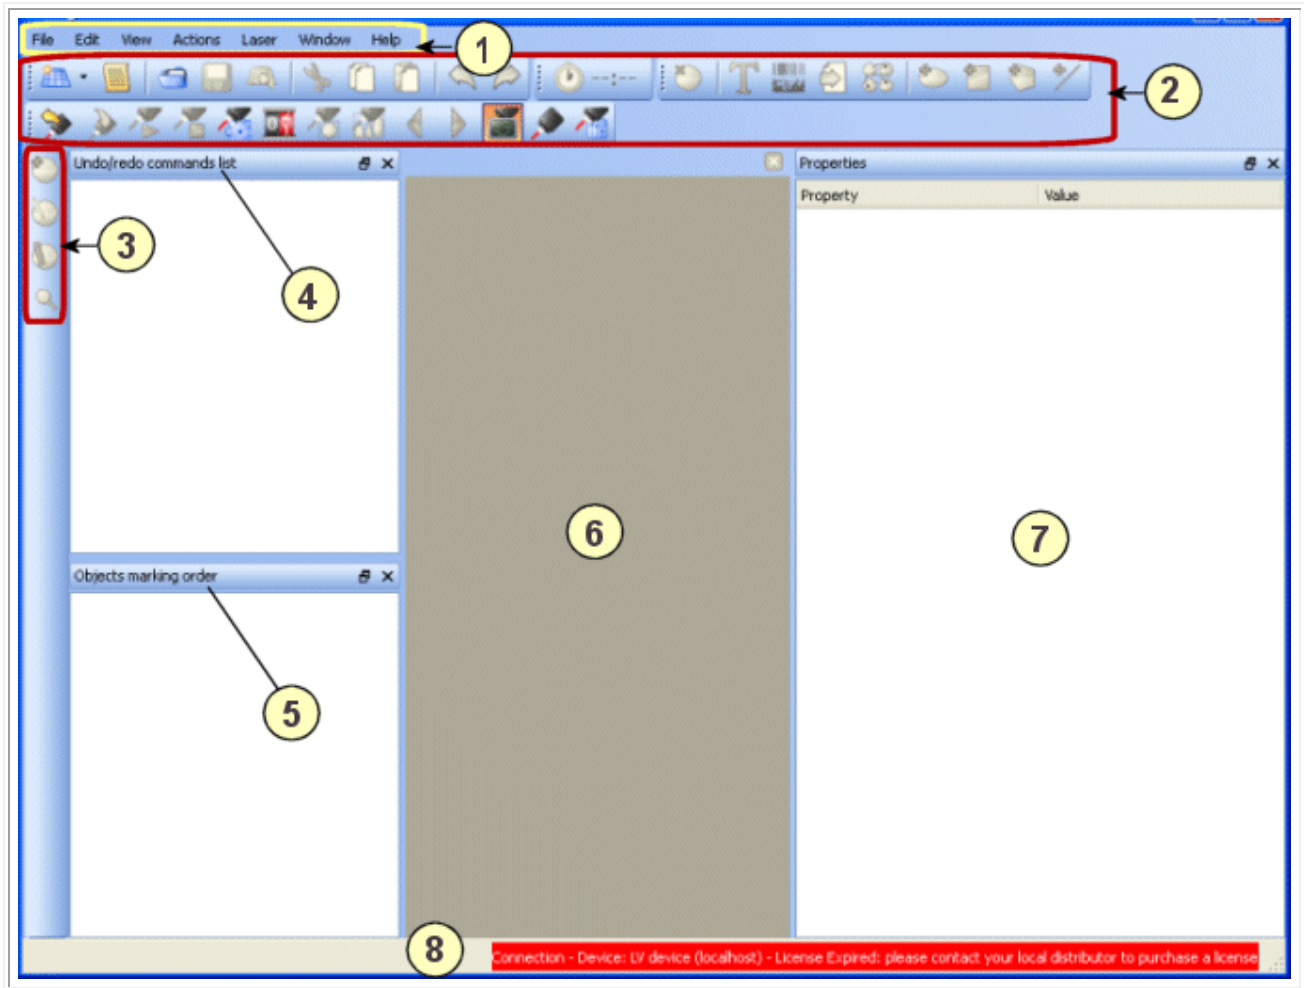 File Edit View Actions Laser Window Help
1
2
--:--
3
Undo/redo commands list
Properties
Property Value
4
6
7
Objects marking order
5
8
Connection - Device: LV device (localhost) - License Expired: please contact your local distributor to purchase a license